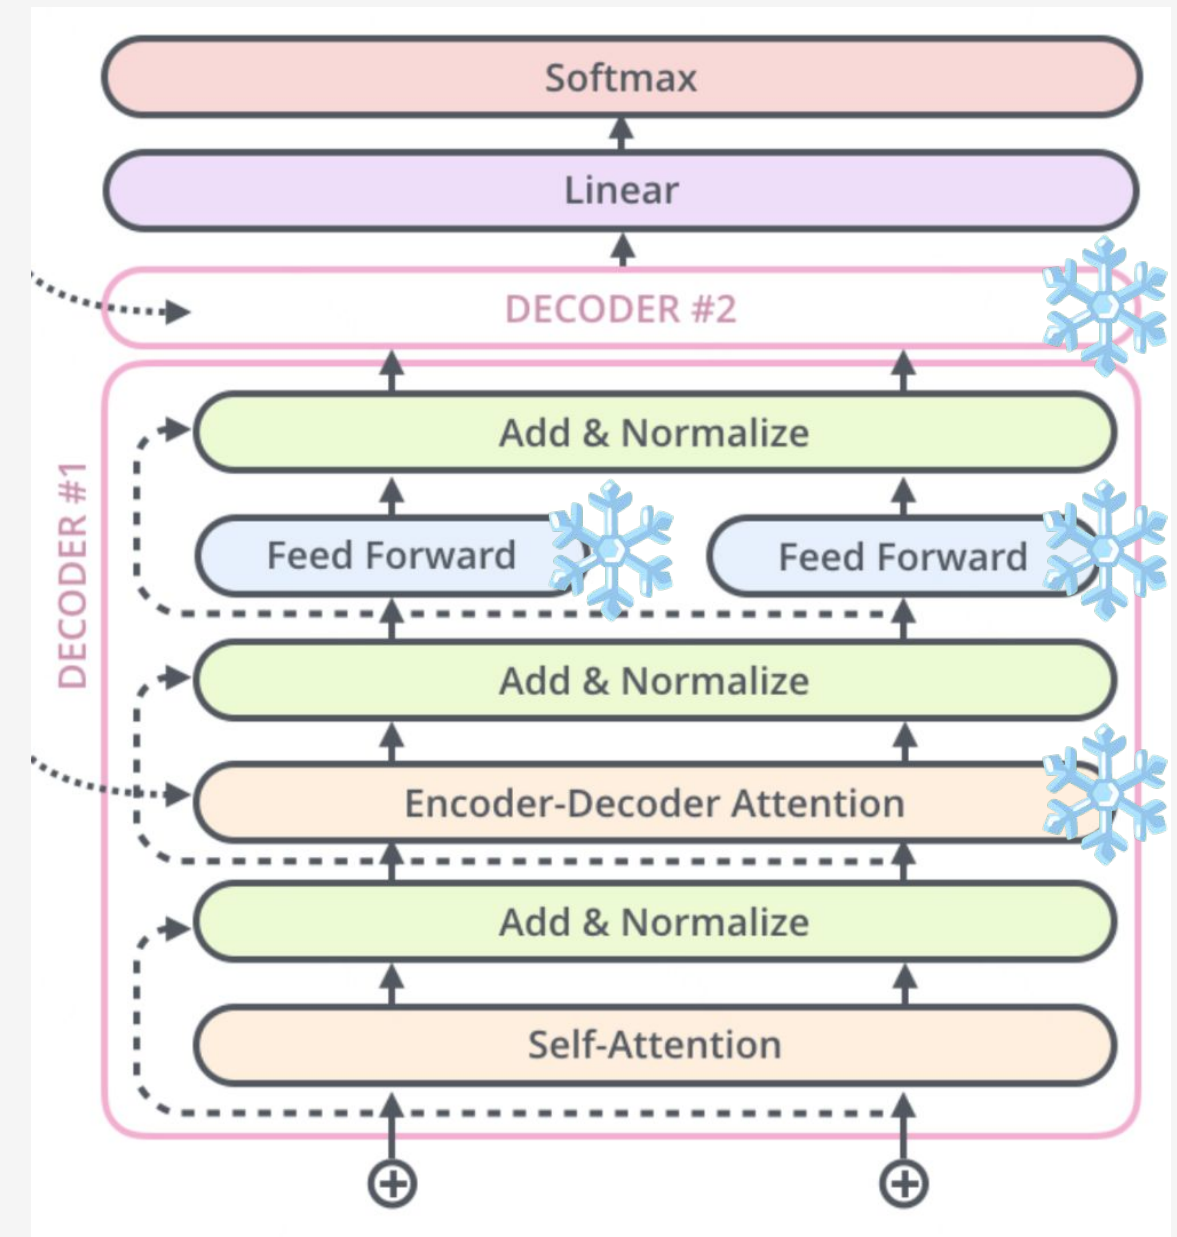 Softmax
Linear
DECODER #2
DECODER #1
Add & Normalize
Feed Forward
Feed Forward
Add & Normalize
Encoder-Decoder Attention
Add & Normalize
Self-Attention